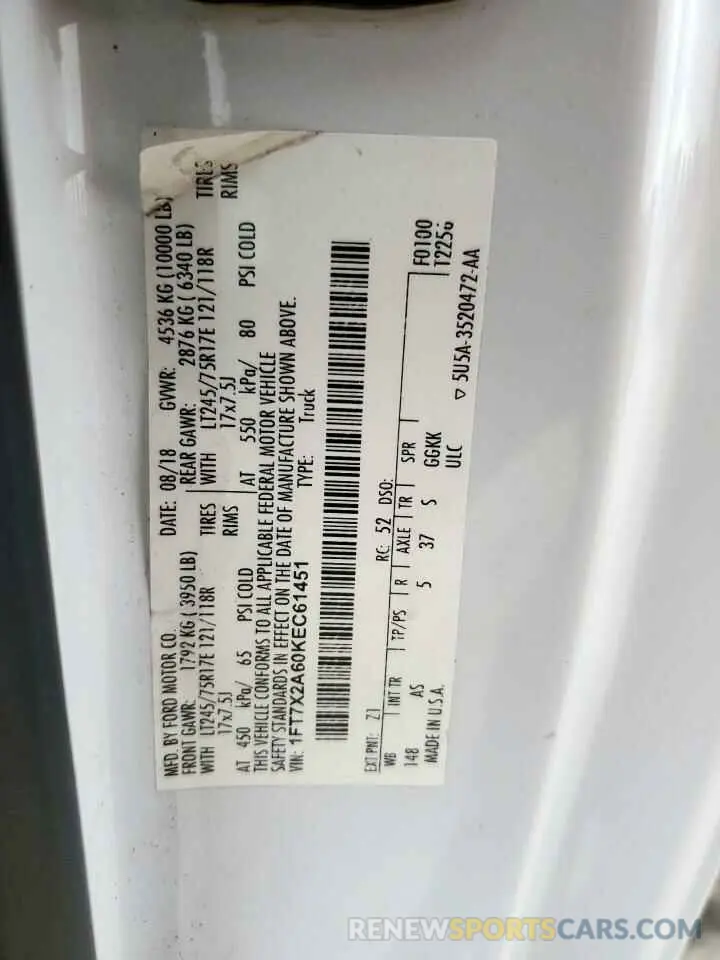 MFD. BY FORD MOTOR CO. DATE: 08/18 GVWR: 4536 KG (10000 LB)
FRONT GAWR: 1792 KG ( 3950 LB) REAR GAWR: 2876 KG ( 6340 LB)
WITH LT245/75R17E 121/118R TIRES WITH LT245/75R17E 121/118R TIRES
17x7.5J RIMS 17x7.5J RIMS
AT 450 kPa/ 65 PSI COLD AT 550 kPa/ 80 PSI COLD
THIS VEHICLE CONFORMS TO ALL APPLICABLE FEDERAL MOTOR VEHICLE
SAFETY STANDARDS IN EFFECT ON THE DATE OF MANUFACTURE SHOWN ABOVE.
VIN: 1FT7X2A60KEC61451 TYPE: Truck
EXT PNT: Z1 RC: 52 DSO:
WB INT TR TP/PS R AXLE TR SPR F0100
148 AS 5 37 S GGKK T2256
MADE IN U.S.A. ULC ▽ 5U5A-3520472-AA
RENEWSPORTSCARS.COM